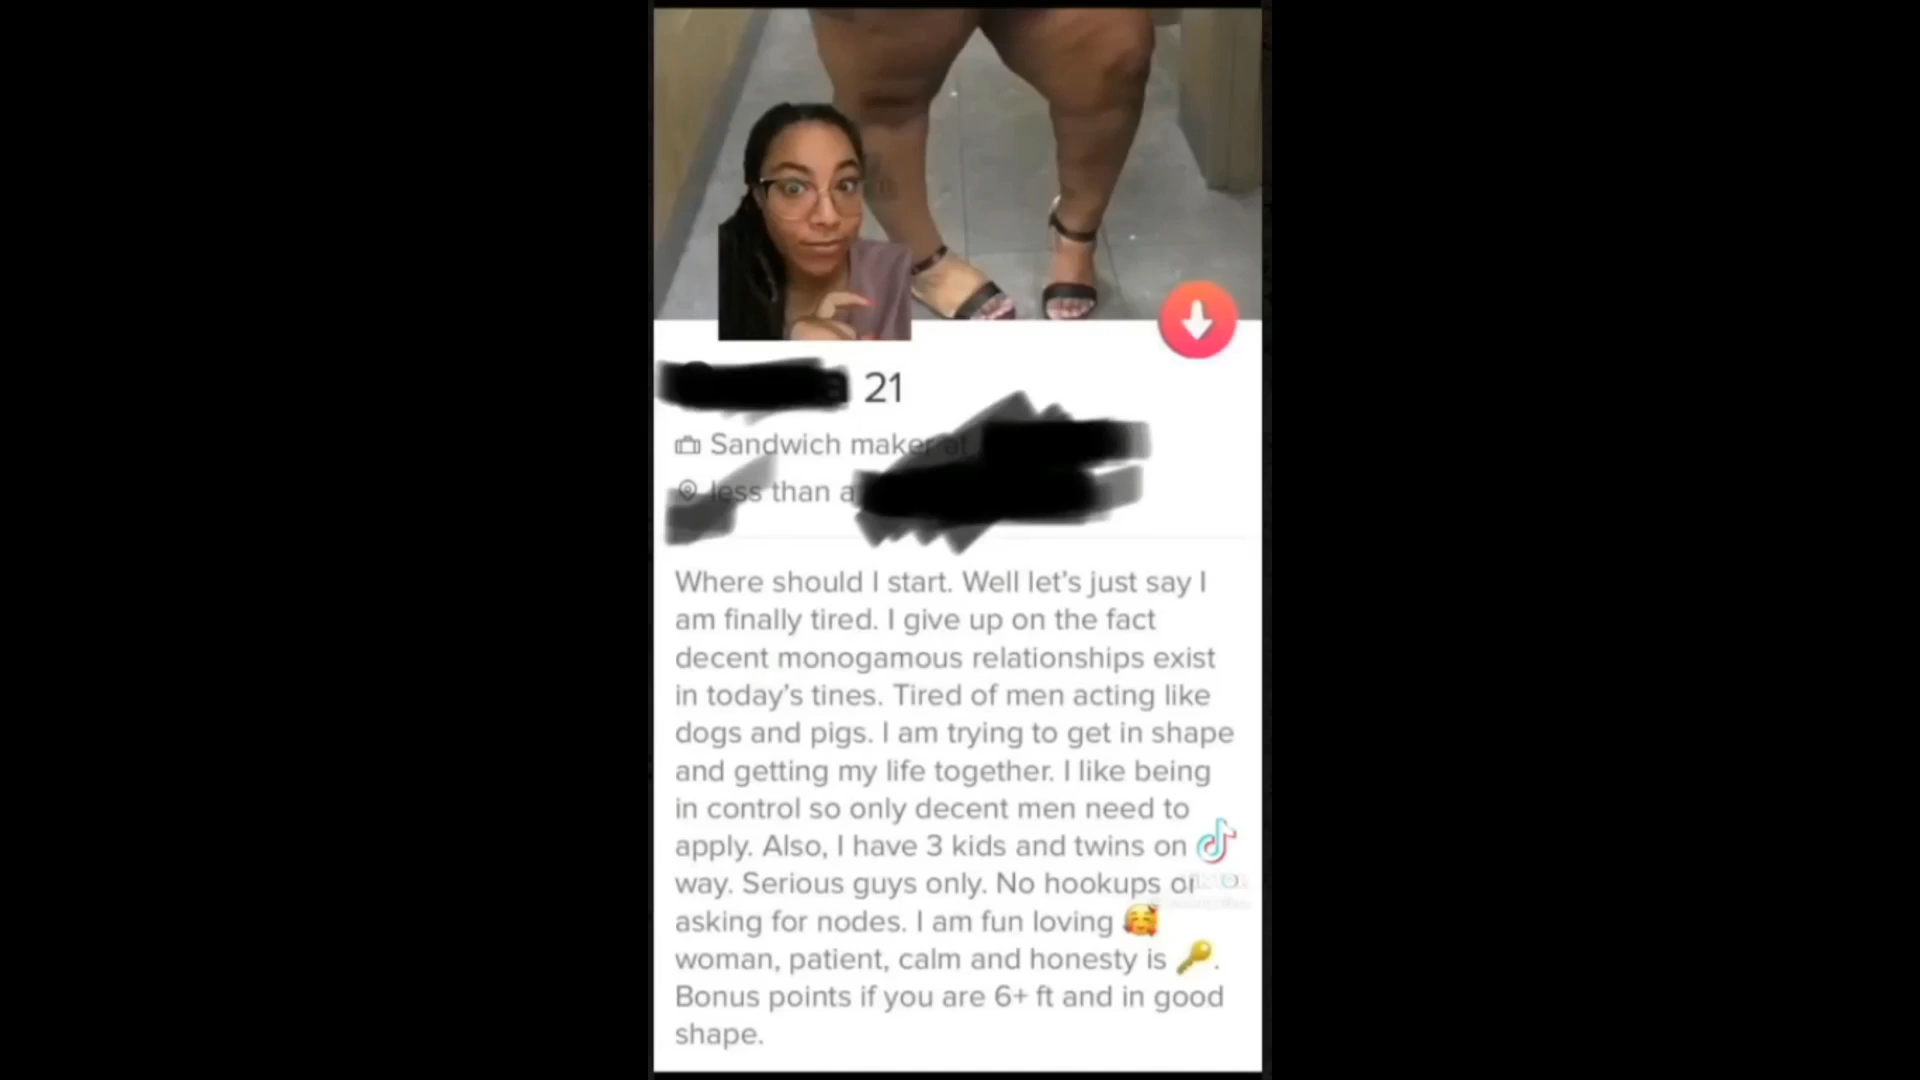 21
Sandwich maker at
less than a
Where should I start. Well let's just say I
am finally tired. I give up on the fact
decent monogamous relationships exist
in today's tines. Tired of men acting like
dogs and pigs. I am trying to get in shape
and getting my life together. I like being
in control so only decent men need to
apply. Also, I have 3 kids and twins on
way. Serious guys only. No hookups or
asking for nodes. I am fun loving 🥰
woman, patient, calm and honesty is 🔑.
Bonus points if you are 6+ ft and in good
shape.